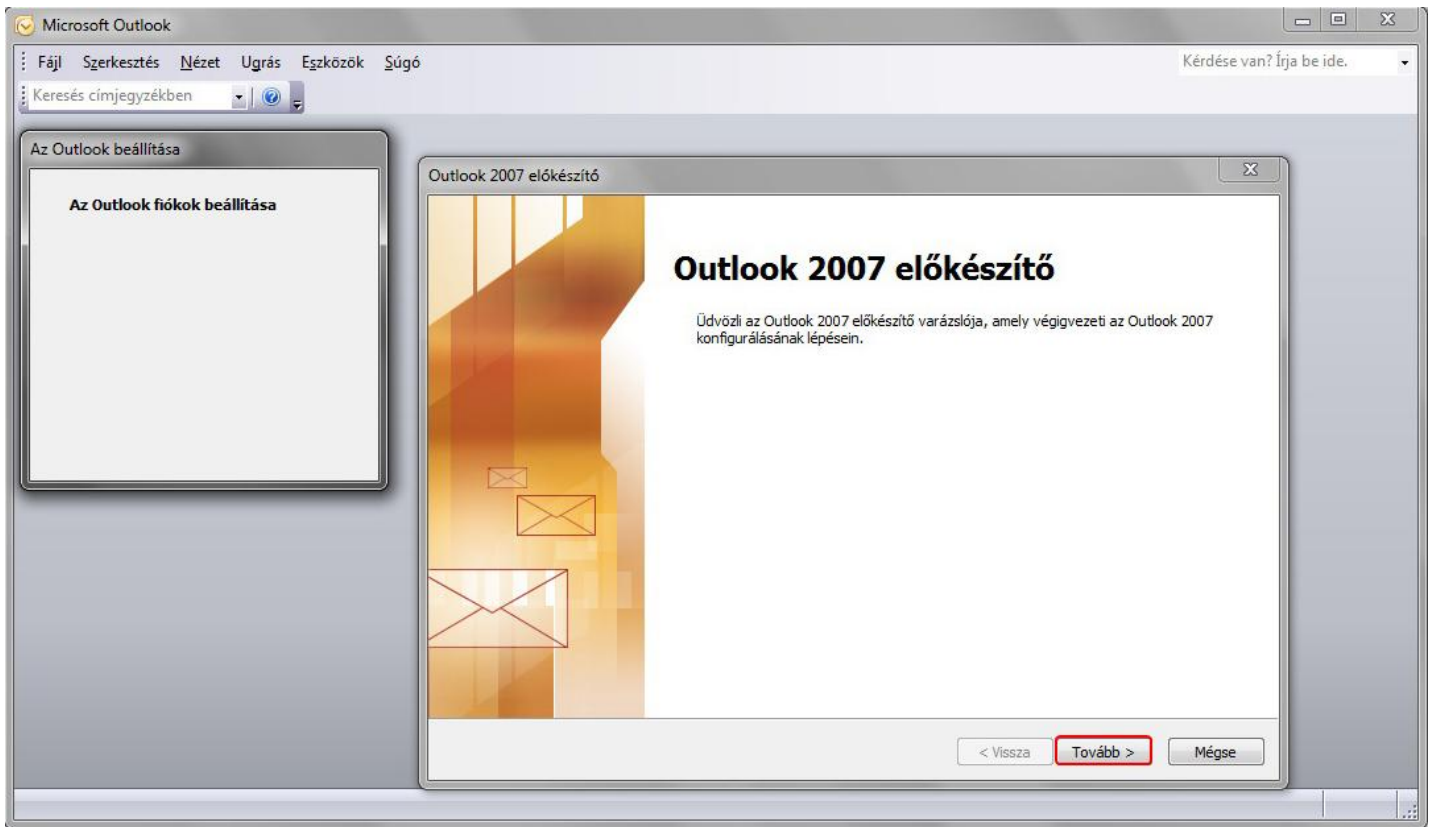 Microsoft Outlook
Fájl Szerkesztés Nézet Ugrás Eszközök Súgó Kérdése van? Írja be ide.
Keresés címjegyzékben
Az Outlook beállítása
Az Outlook fiókok beállítása
Outlook 2007 előkészítő
Outlook 2007 előkészítő
Üdvözli az Outlook 2007 előkészítő varázslója, amely végigvezeti az Outlook 2007
konfigurálásának lépésein.
< Vissza Tovább > Mégse